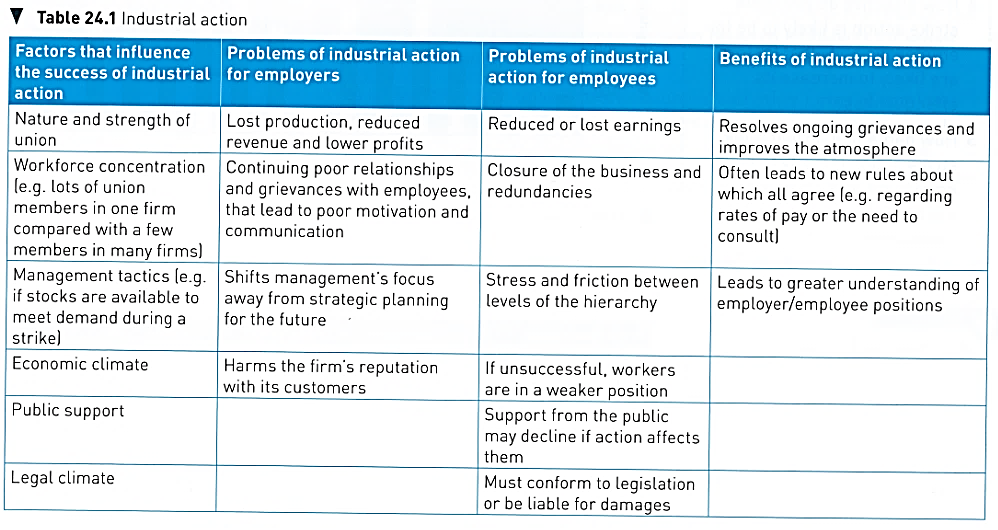 ▼ Table 24.1 Industrial action
Factors that influence
the success of industrial
action
Problems of industrial action
for employers
Problems of industrial
action for employees
Benefits of industrial action
Nature and strength of
union
Lost production, reduced
revenue and lower profits
Reduced or lost earnings
Resolves ongoing grievances and
improves the atmosphere
Workforce concentration
(e.g. lots of union
members in one firm
compared with a few
members in many firms)
Continuing poor relationships
and grievances with employees,
that lead to poor motivation and
communication
Closure of the business and
redundancies
Often leads to new rules about
which all agree (e.g. regarding
rates of pay or the need to
consult)
Management tactics (e.g.
if stocks are available to
meet demand during a
strike)
Shifts management's focus
away from strategic planning
for the future
Stress and friction between
levels of the hierarchy
Leads to greater understanding of
employer/employee positions
Economic climate
Harms the firm's reputation
with its customers
If unsuccessful, workers
are in a weaker position
Public support
Support from the public
may decline if action affects
them
Legal climate
Must conform to legislation
or be liable for damages